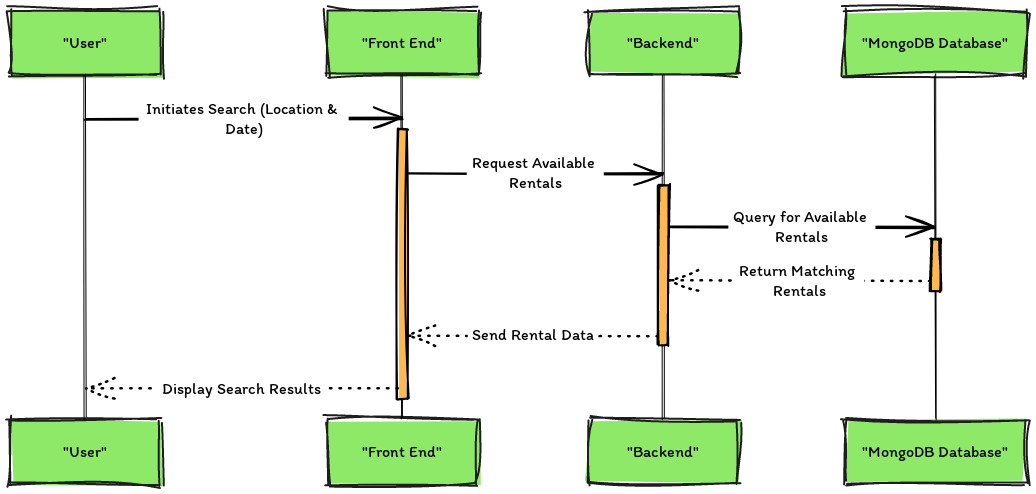 "User"
"Front End"
"Backend"
"MongoDB Database"
Initiates Search (Location &
Date)
Request Available
Rentals
Query for Available
Rentals
Return Matching
Rentals
Send Rental Data
Display Search Results
"User"
"Front End"
"Backend"
"MongoDB Database"